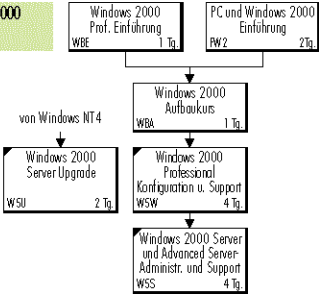 000
Windows 2000
Prof. Einführung
WBE 1 Tg.
PC und Windows 2000
Einführung
PW2 2Tg.
Windows 2000
Aufbaukurs
WBA 1 Tg.
von Windows NT4
Windows 2000
Server Upgrade
WSU 2 Tg.
Windows 2000
Professional
Konfiguration u. Support
WSW 4 Tg.
Windows 2000 Server
und Advanced Server-
Administr. und Support
WSS 4 Tg.